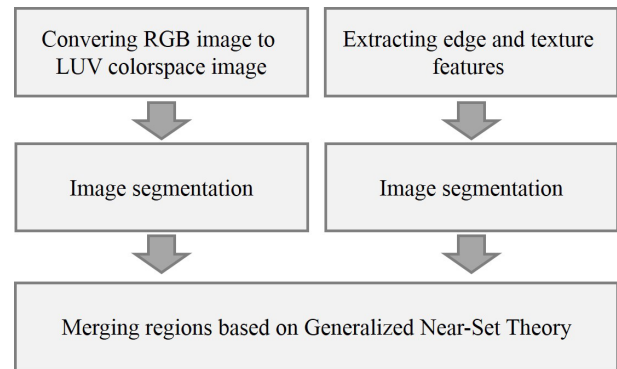 Convering RGB image to
LUV colorspace image
Extracting edge and texture
features
Image segmentation
Image segmentation
Merging regions based on Generalized Near-Set Theory